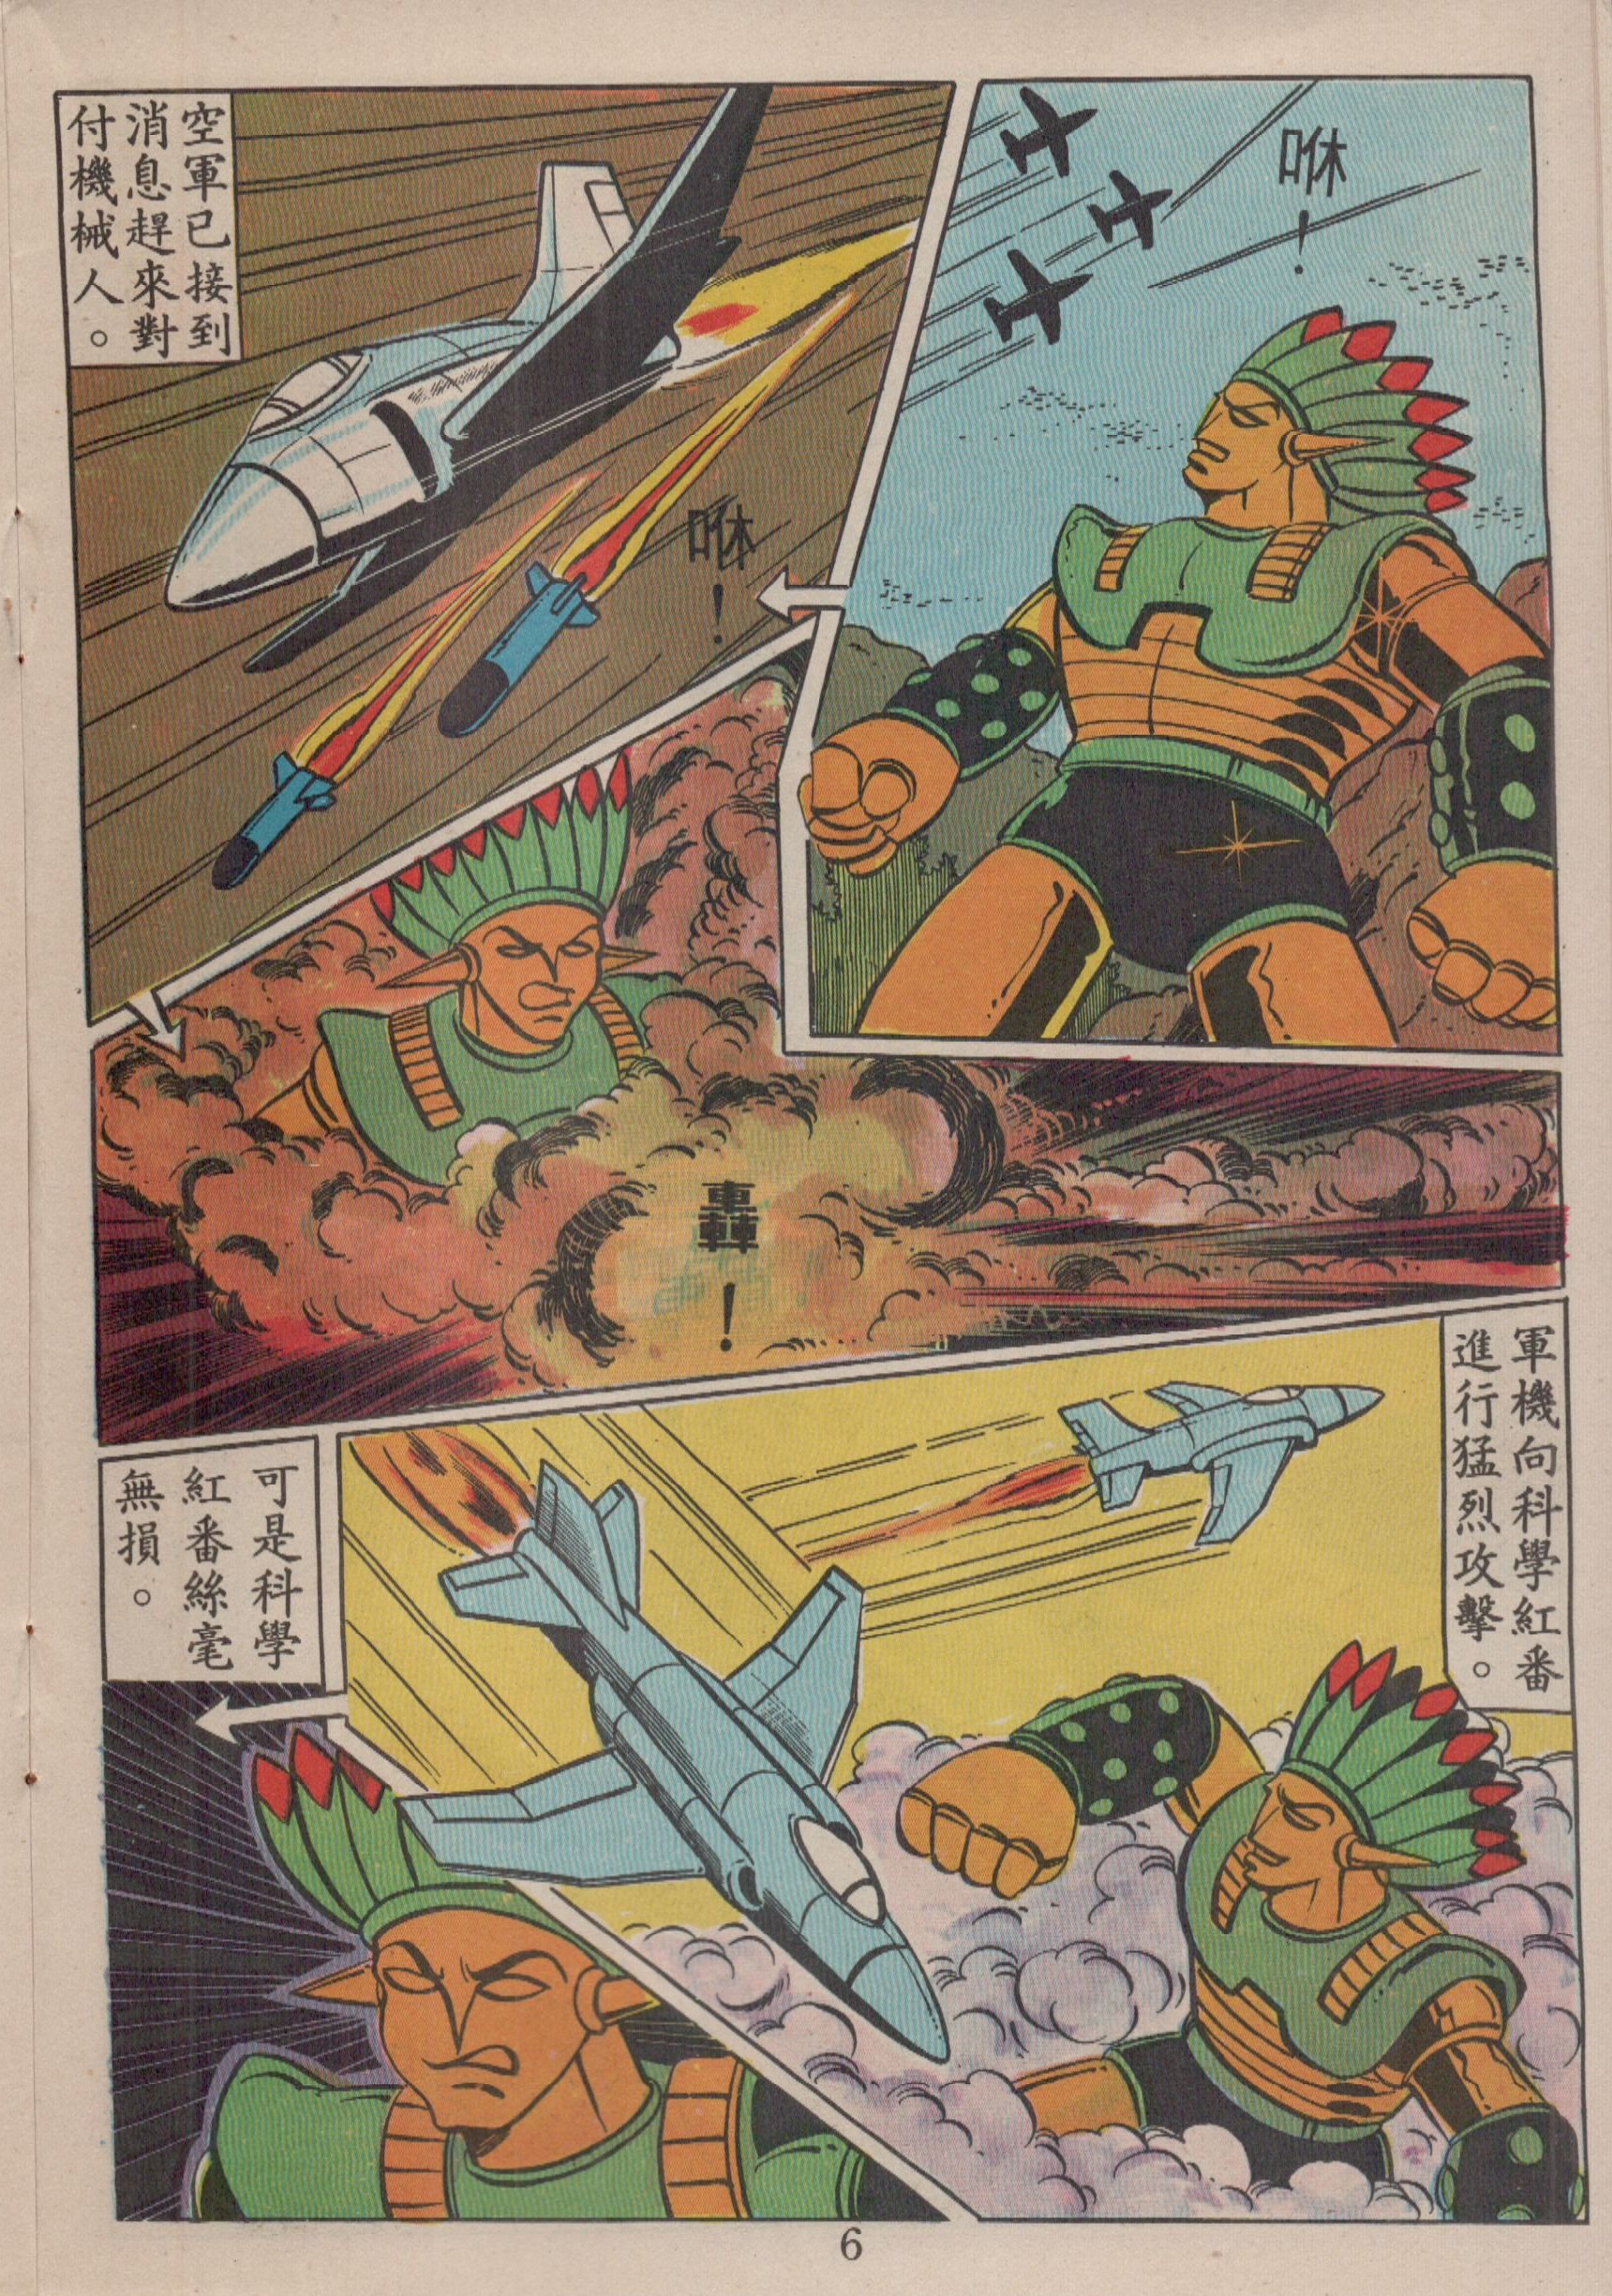 咻！
空軍已接到
消息趕來對
付機械人。
咻！
轟！
軍機向科學紅番
進行猛烈攻擊。
可是科學
紅番絲毫
無損。
6